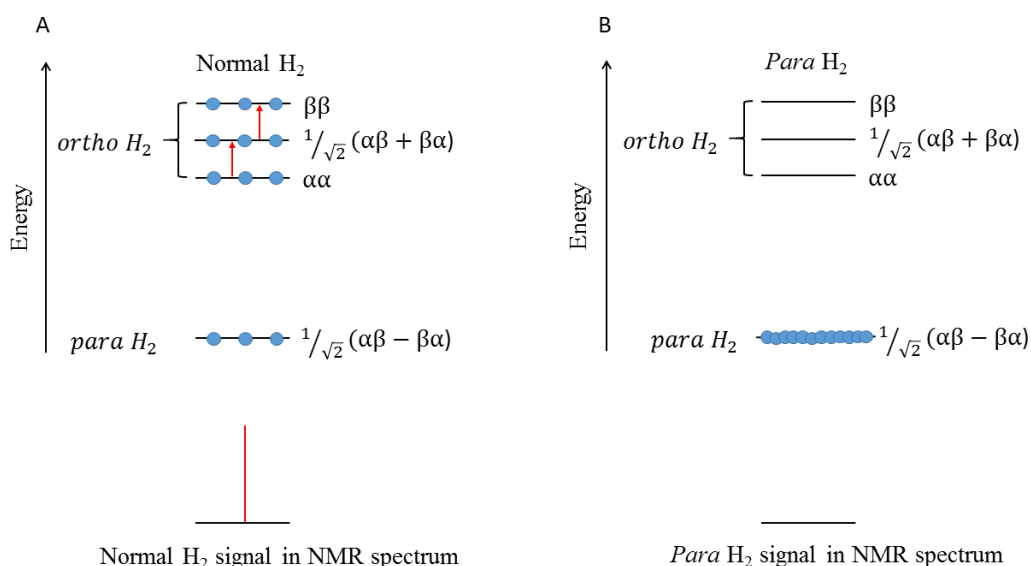 A
Normal H₂
Energy
ortho H₂
ββ
¹/√2 (αβ + βα)
αα
para H₂
¹/√2 (αβ − βα)
Normal H₂ signal in NMR spectrum
B
Para H₂
Energy
ortho H₂
ββ
¹/√2 (αβ + βα)
αα
para H₂
¹/√2 (αβ − βα)
Para H₂ signal in NMR spectrum